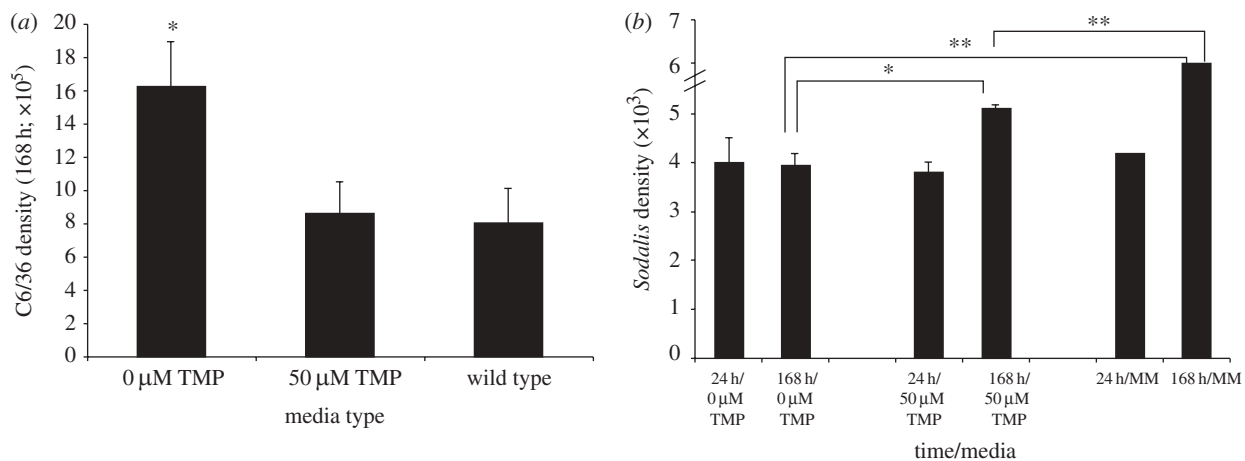 (a)
20
18
16
14
12
10
8
6
4
2
0
C6/36 density (168 h; ×10⁵)
*
0 µM TMP
50 µM TMP
wild type
media type
(b)
7
6
5
4
3
2
1
0
Sodalis density (×10³)
**
**
*
24 h/
0 µM
TMP
168 h/
0 µM
TMP
24 h/
50 µM
TMP
168 h/
50 µM
TMP
24 h/MM
168 h/MM
time/media